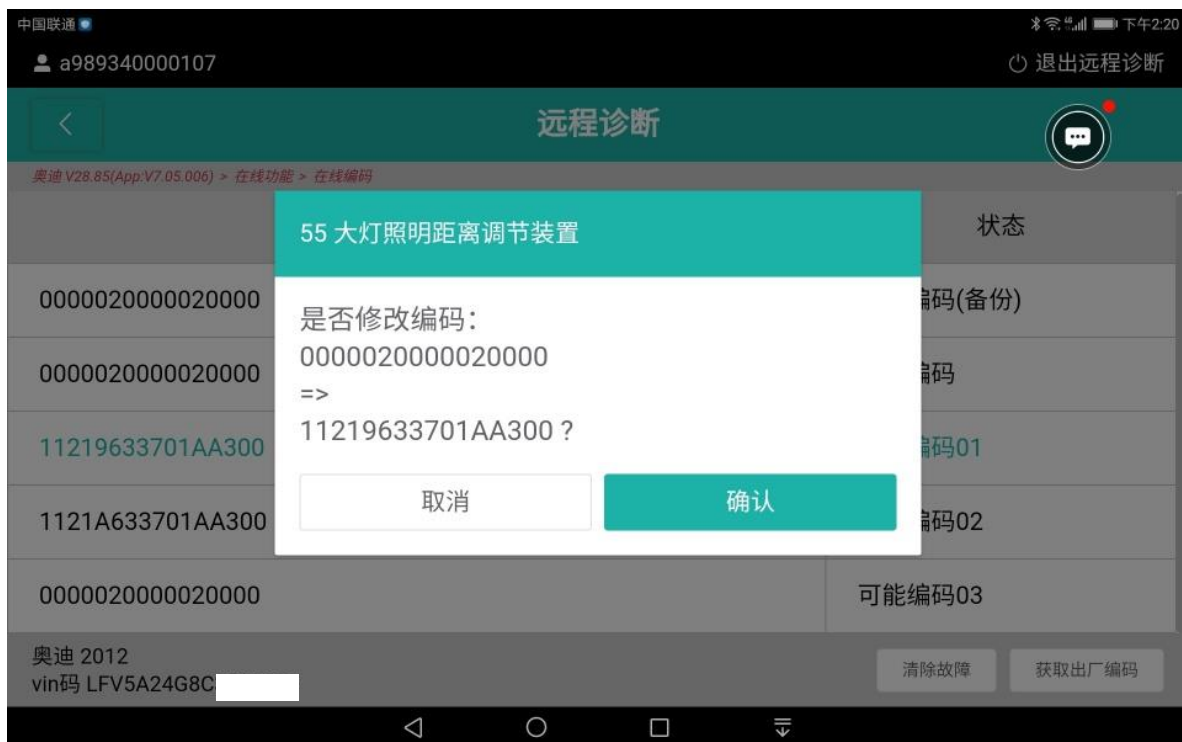 中国联通
下午2:20
a989340000107
退出远程诊断
远程诊断
奥迪 V28.85(App:V7.05.006) > 在线功能 > 在线编码
状态
55 大灯照明距离调节装置
是否修改编码：
0000020000020000
=>
11219633701AA300 ?
取消
确认
0000020000020000
编码(备份)
0000020000020000
编码
11219633701AA300
编码01
1121A633701AA300
编码02
0000020000020000
可能编码03
奥迪 2012
vin码 LFV5A24G8C
清除故障
获取出厂编码